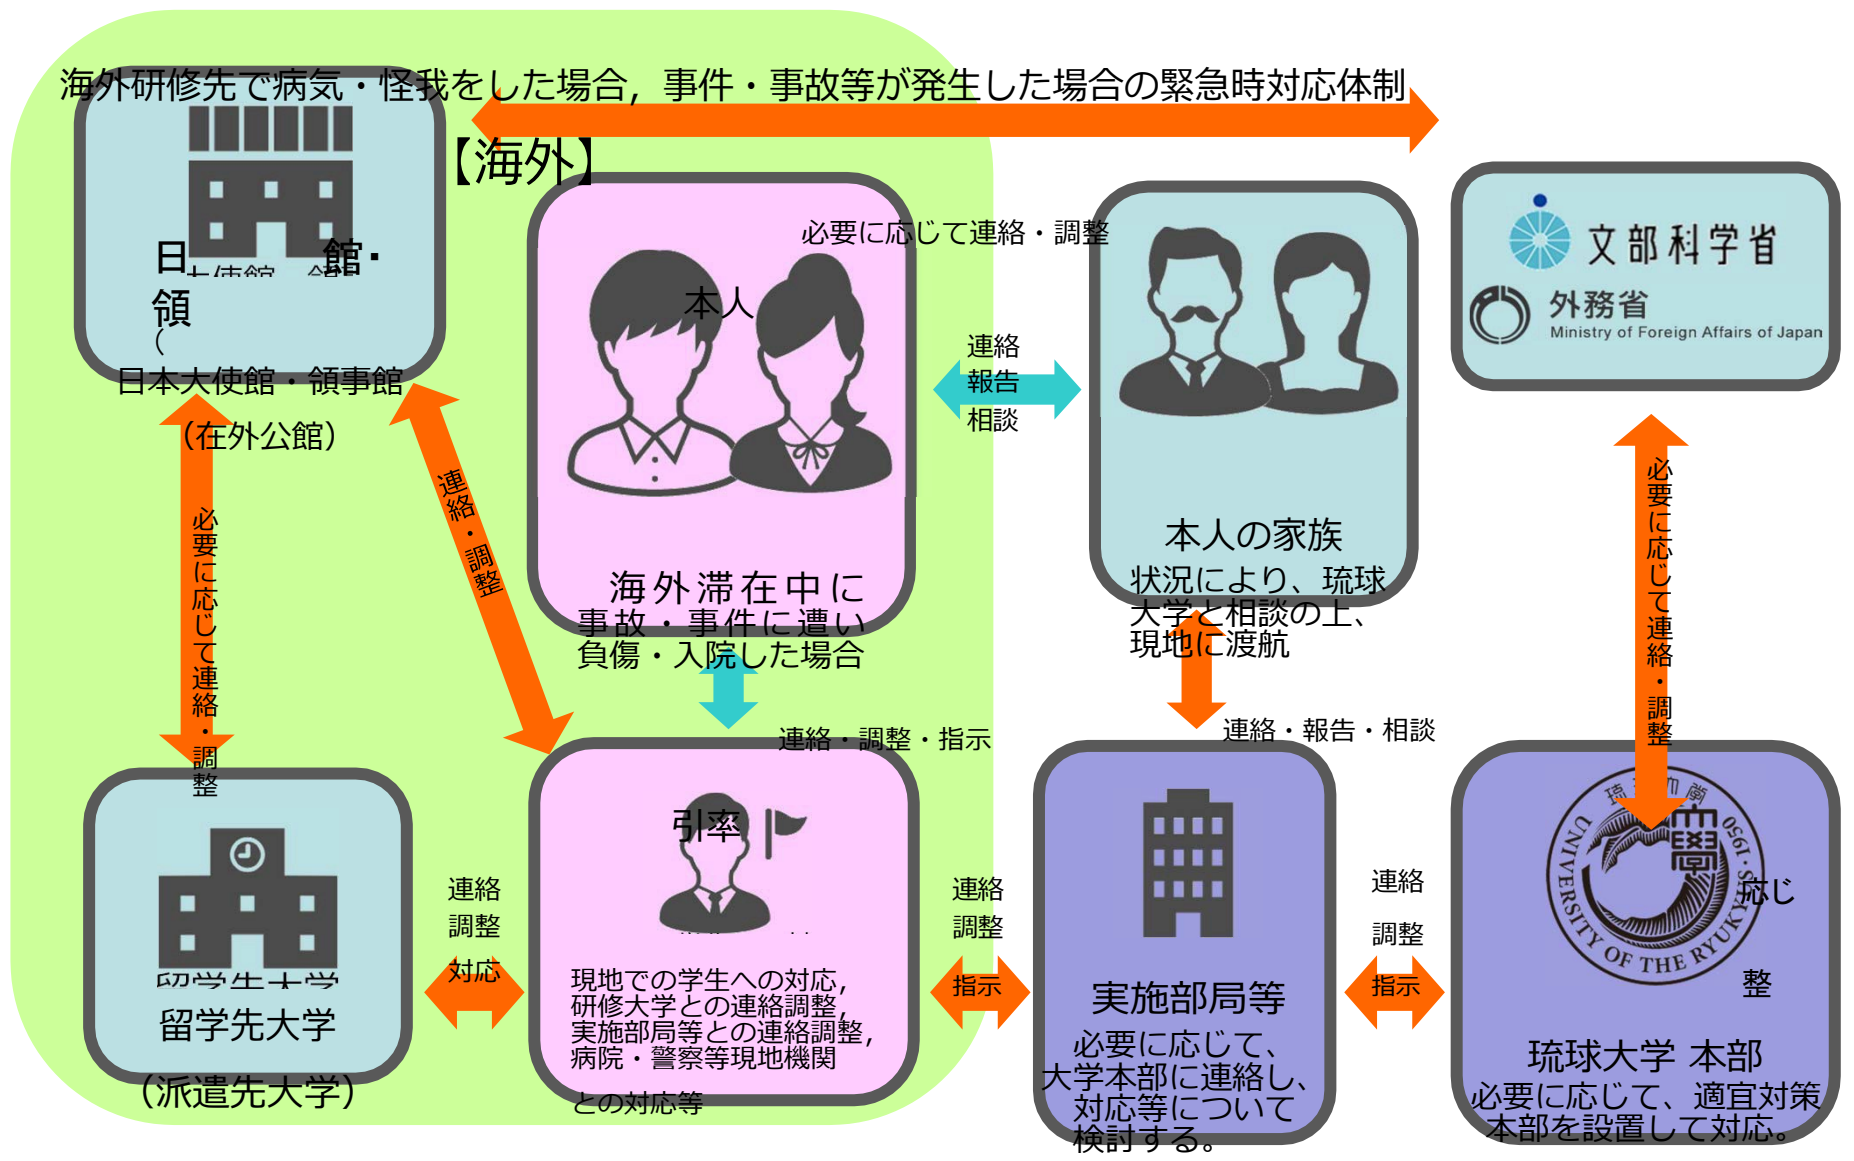 海外研修先で病気・怪我をした場合，事件・事故等が発生した場合の緊急時対応体制
【海外】
日　館・
領
（
日本大使館・領事館
（在外公館）
必要に応じて連絡・調整
本人
海外滞在中に
事故・事件に遭い
負傷・入院した場合
連絡
報告
相談
本人の家族
状況により、琉球
大学と相談の上、
現地に渡航
文部科学省
外務省
Ministry of Foreign Affairs of Japan
必要に応じて連絡・調整
連絡・調整
必要に応じて連絡・調整
連絡・調整・指示
連絡・報告・相談
留学先大学
（派遣先大学）
連絡
調整
対応
引率
現地での学生への対応，
研修大学との連絡調整，
実施部局等との連絡調整，
病院・警察等現地機関
との対応等
連絡
調整
指示
実施部局等
必要に応じて、
大学本部に連絡し、
対応等について
検討する。
連絡
調整
指示
UNIVERSITY OF THE RYUKYUS・1950
応じ
整
琉球大学 本部
必要に応じて、適宜対策
本部を設置して対応。